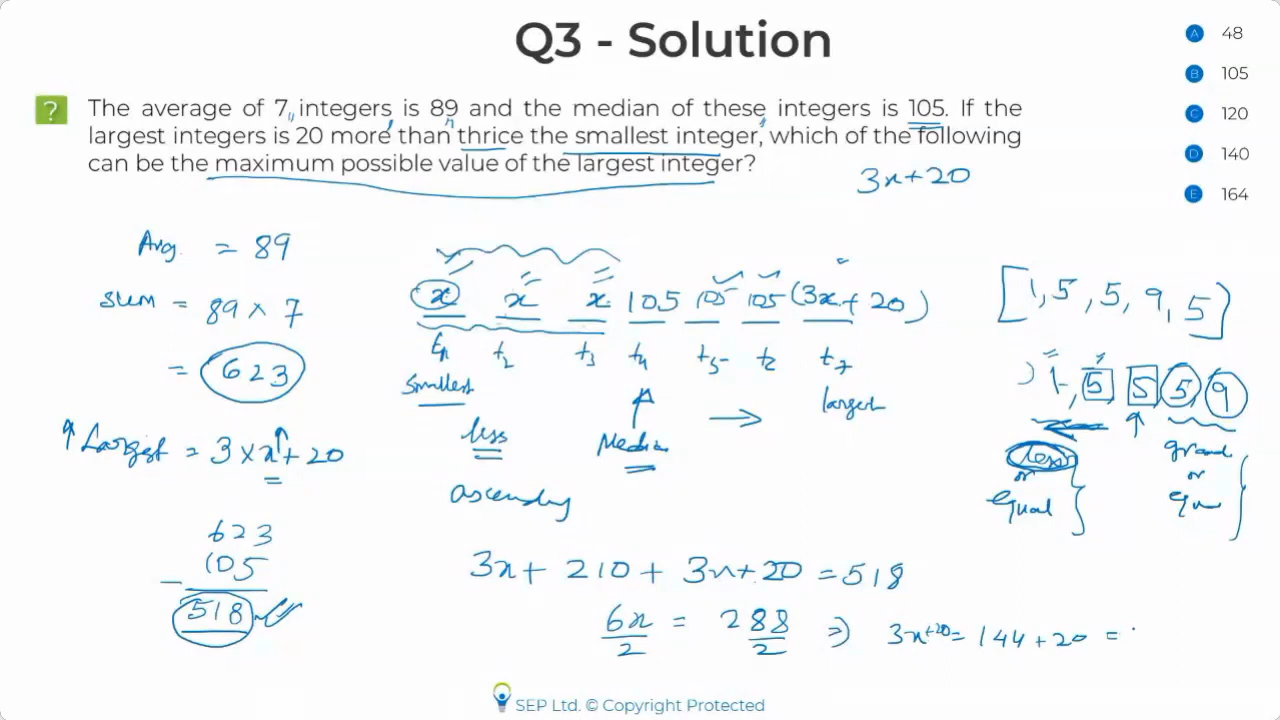 Q3 - Solution
A 48
B 105
C 120
D 140
E 164
?
The average of 7 integers is 89 and the median of these integers is 105. If the
largest integers is 20 more than thrice the smallest integer, which of the following
can be the maximum possible value of the largest integer?
3x+20
Avg. = 89
Sum = 89 × 7
= 623
Largest = 3 × x + 20
623
- 105
518
x x x 105 105 105 (3x + 20)
t2 t3 t4 t5 t7
Smallest
largest
less
Median
ascending
[1, 5, 5, 9, 5]
1, 5 5 5 9
less
or
equal
or
3x + 210 + 3x + 20 = 518
6x/2 = 288/2 ⇒ 3x+20 = 144 + 20 =
SEP Ltd. © Copyright Protected